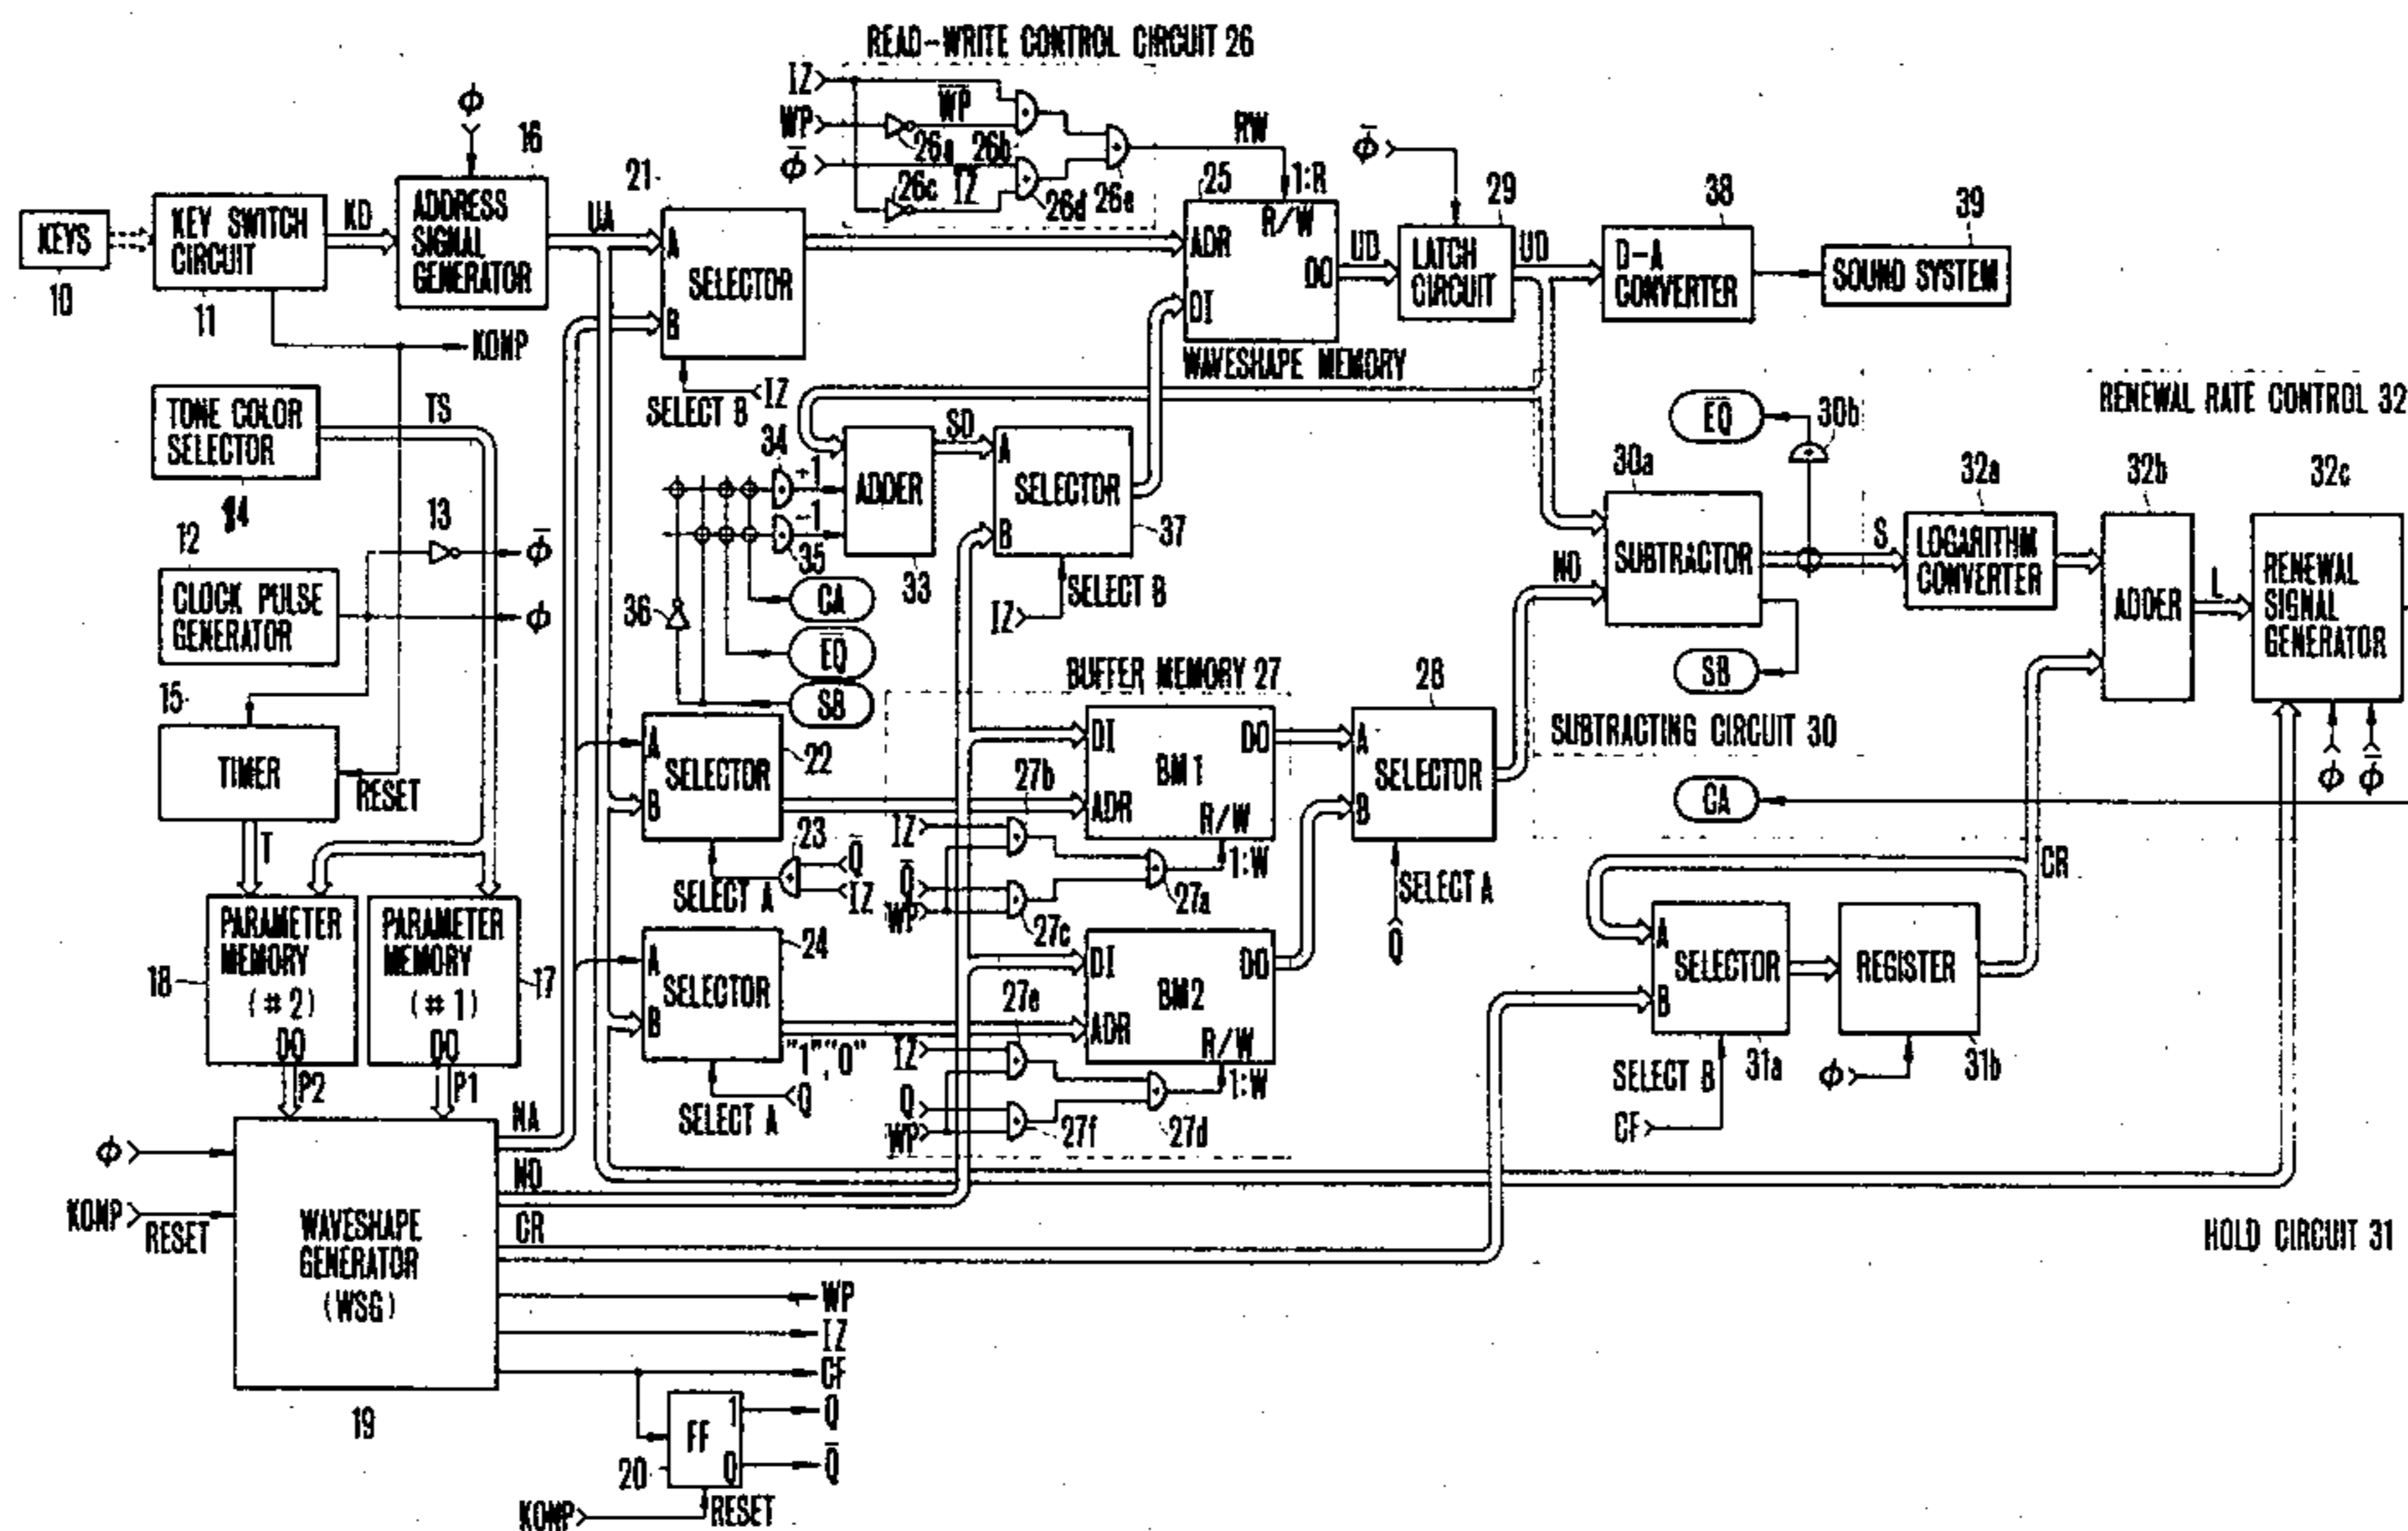 READ-WRITE CONTROL CIRCUIT 26
IZ
WP
W̅P̅
26a
26b
ϕ̅
26c
I̅Z̅
26d
26e
RW
1:R
ϕ
16
21
25
ϕ̅
29
38
39
KEYS
10
KEY SWITCH
CIRCUIT
11
KD
ADDRESS
SIGNAL
GENERATOR
UA
A
SELECTOR
B
ADR
R/W
DO
DI
UD
LATCH
CIRCUIT
UD
D-A
CONVERTER
SOUND SYSTEM
KONP
WAVESHAPE MEMORY
SELECT B
IZ
TONE COLOR
SELECTOR
14
TS
34
+1
-1
35
ADDER
33
SD
A
SELECTOR
B
37
E̅Q̅
30b
RENEWAL RATE CONTROL 32
30a
32a
32b
32c
12
13
ϕ̅
CLOCK PULSE
GENERATOR
ϕ
36
CA
E̅Q̅
SB
IZ
SELECT B
SUBTRACTOR
ND
S
LOGARITHM
CONVERTER
ADDER
L
RENEWAL
SIGNAL
GENERATOR
SB
15
TIMER
RESET
T
BUFFER MEMORY 27
28
SUBTRACTING CIRCUIT 30
A
SELECTOR
B
22
27b
DI
DO
BM1
ADR
R/W
A
SELECTOR
B
CA
ϕ
ϕ̅
23
Q̅
IZ
SELECT A
IZ
Q̅
WP
27c
27a
1:W
SELECT A
Q
CR
PARAMETER
MEMORY
(#2)
DO
18
PARAMETER
MEMORY
(#1)
DO
17
P2
P1
24
A
SELECTOR
B
"1","0"
SELECT A
Q
27e
IZ
Q
WP
27f
27d
DI
DO
BM2
ADR
R/W
1:W
A
SELECTOR
B
31a
REGISTER
31b
SELECT B
CF
ϕ
ϕ
KONP
RESET
WAVESHAPE
GENERATOR
(WSG)
19
NA
ND
CR
WP
IZ
CF
HOLD CIRCUIT 31
FF
1
0
20
Q
Q̅
KONP
RESET